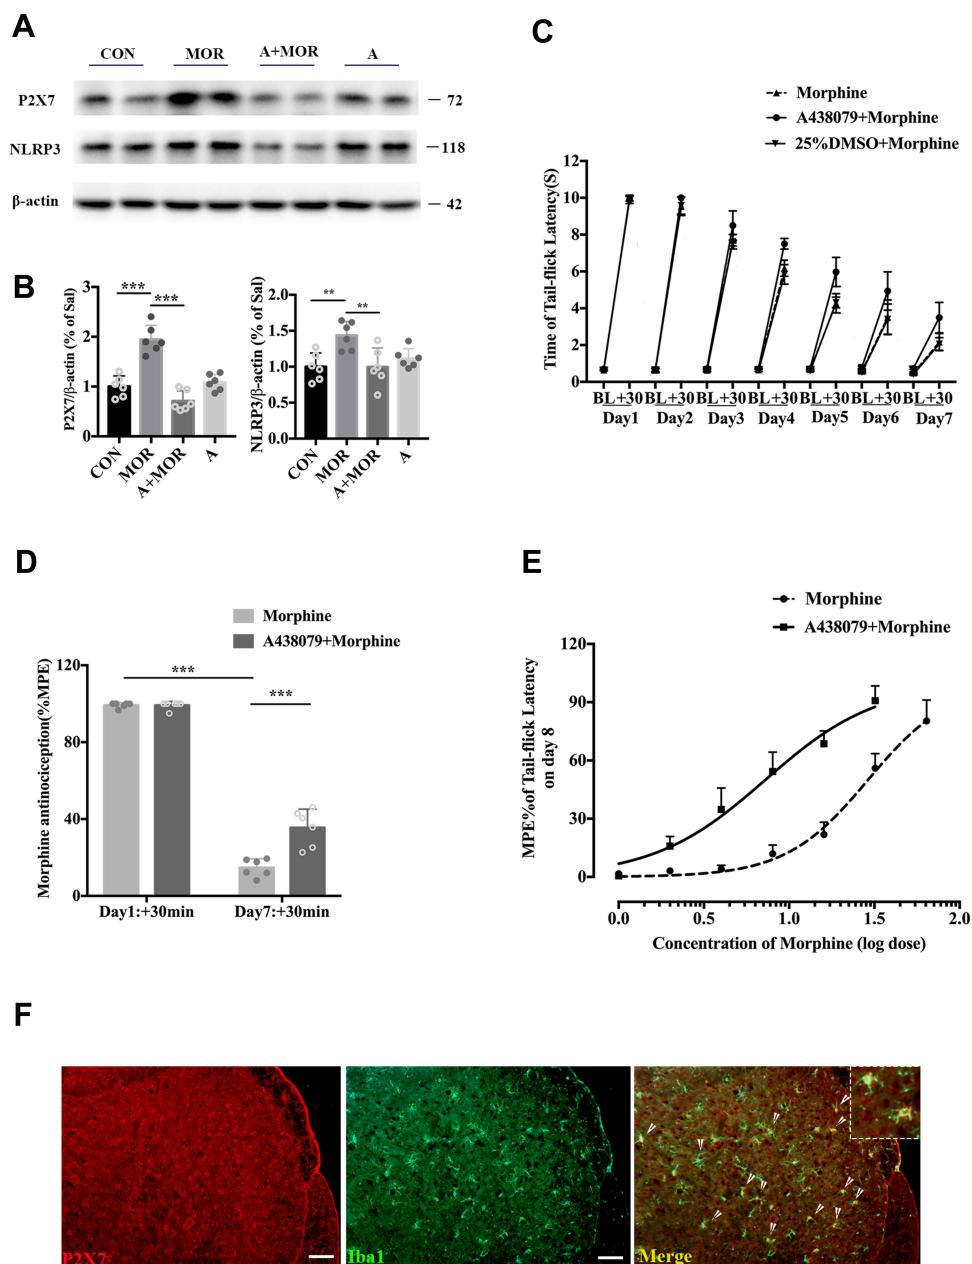 A
CON MOR A+MOR A
P2X7 72
NLRP3 118
β-actin 42
B
P2X7/β-actin (% of Sal)
3
2
1
0
*** ***
CON MOR A+MOR A
NLRP3/β-actin (% of Sal)
2.0
1.5
1.0
0.5
0.0
** **
CON MOR A+MOR A
C
Morphine
A438079+Morphine
25%DMSO+Morphine
Time of Tail-flick Latency(S)
12
10
8
6
4
2
0
BL+30 BL+30 BL+30 BL+30 BL+30 BL+30 BL+30
Day1 Day2 Day3 Day4 Day5 Day6 Day7
D
Morphine
A438079+Morphine
Morphine antinociception(%MPE)
120
80
40
0
***
***
Day1:+30min Day7:+30min
E
Morphine
A438079+Morphine
MPE%of Tail-flick Latency
on day 8
120
90
60
30
0
0.0 0.5 1.0 1.5 2.0
Concentration of Morphine (log dose)
F
P2X7 Iba1 Merge